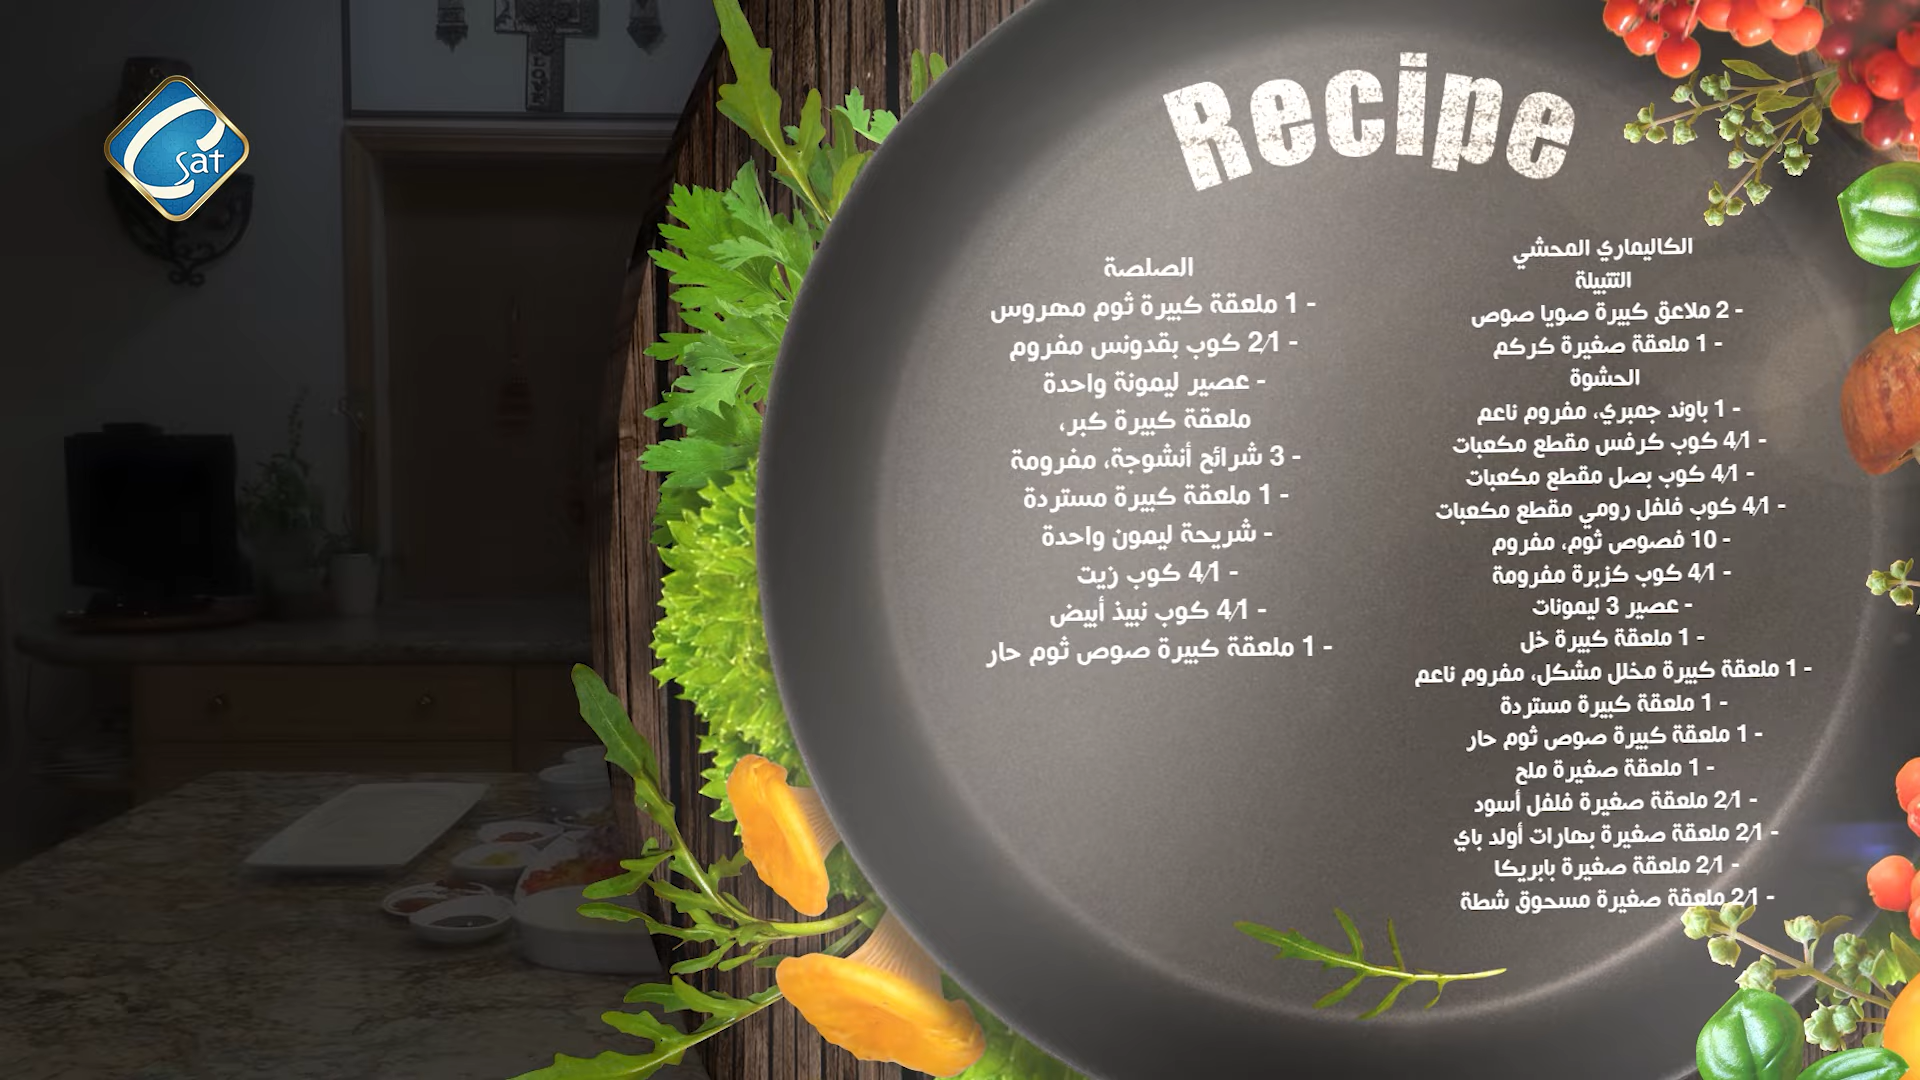 C Sat
Recipe
الكاليماري المحشي
التتبيلة
- 2 ملاعق كبيرة صويا صوص
- 1 ملعقة صغيرة كركم
الحشوة
- 1 باوند جمبري، مفروم ناعم
- 4/1 كوب كرفس مقطع مكعبات
- 4/1 كوب بصل مقطع مكعبات
- 4/1 كوب فلفل رومي مقطع مكعبات
- 10 فصوص ثوم، مفروم
- 4/1 كوب كزبرة مفرومة
- عصير 3 ليمونات
- 1 ملعقة كبيرة خل
- 1 ملعقة كبيرة مخلل مشكل، مفروم ناعم
- 1 ملعقة كبيرة مستردة
- 1 ملعقة كبيرة صوص ثوم حار
- 1 ملعقة صغيرة ملح
- 2/1 ملعقة صغيرة فلفل أسود
- 2/1 ملعقة صغيرة بهارات أولد باي
- 2/1 ملعقة صغيرة بابريكا
- 2/1 ملعقة صغيرة مسحوق شطة
الصلصة
- 1 ملعقة كبيرة ثوم مهروس
- 2/1 كوب بقدونس مفروم
- عصير ليمونة واحدة
ملعقة كبيرة كبر،
- 3 شرائح أنشوجة، مفرومة
- 1 ملعقة كبيرة مستردة
- شريحة ليمون واحدة
- 4/1 كوب زيت
- 4/1 كوب نبيذ أبيض
- 1 ملعقة كبيرة صوص ثوم حار